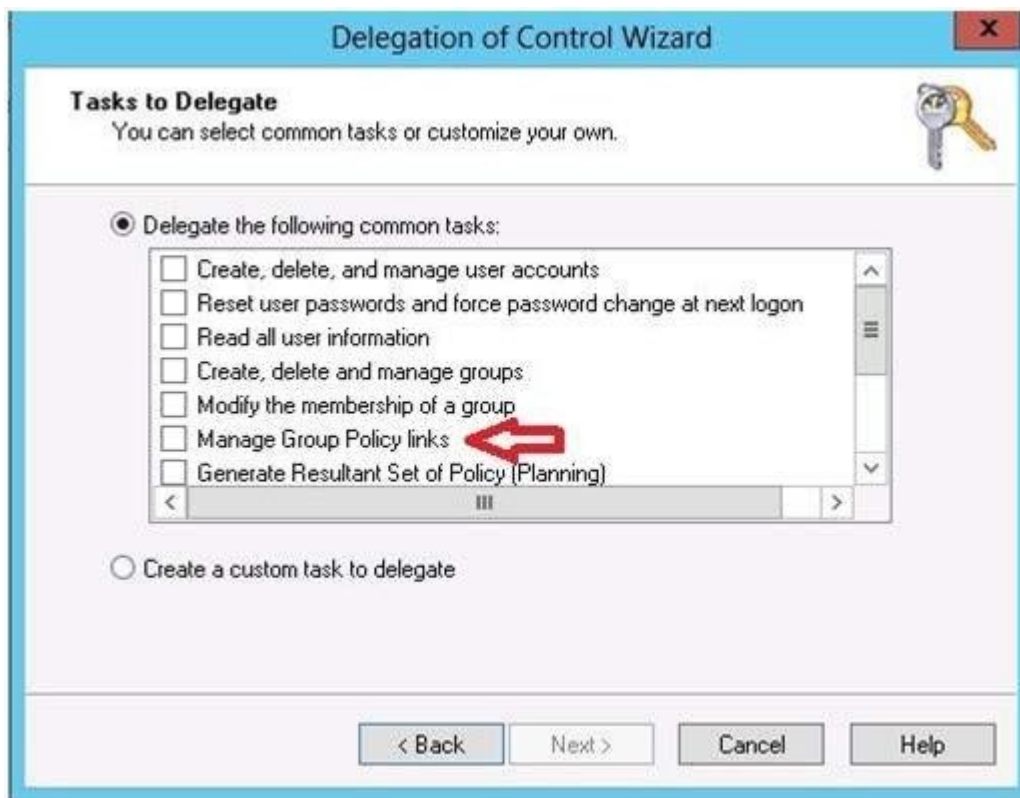 Delegation of Control Wizard
Tasks to Delegate
You can select common tasks or customize your own.
Delegate the following common tasks:
Create, delete, and manage user accounts
Reset user passwords and force password change at next logon
Read all user information
Create, delete and manage groups
Modify the membership of a group
Manage Group Policy links
Generate Resultant Set of Policy (Planning)
Create a custom task to delegate
< Back
Next >
Cancel
Help